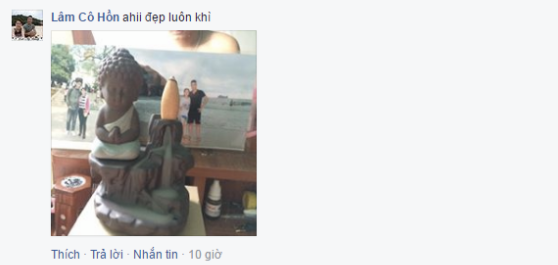 Lâm Cô Hồn ahii đẹp luôn khỉ
Thích · Trả lời · Nhắn tin · 10 giờ